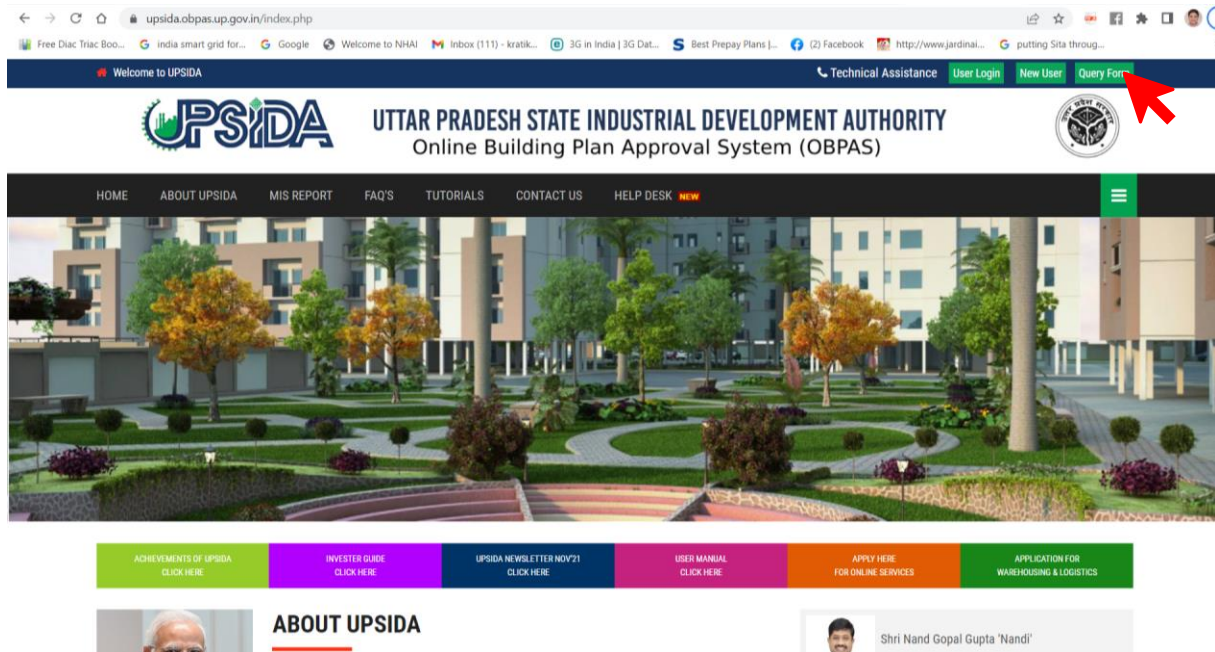 upsida.obpas.up.gov.in/index.php
Free Diac Triac Boo... india smart grid for... Google Welcome to NHAI Inbox (111) - kratik... 3G in India | 3G Dat... Best Prepay Plans |... (2) Facebook http://www.jardinai... putting Sita throug...
Welcome to UPSIDA Technical Assistance User Login New User Query Form
UPSIDA UTTAR PRADESH STATE INDUSTRIAL DEVELOPMENT AUTHORITY
Online Building Plan Approval System (OBPAS)
HOME ABOUT UPSIDA MIS REPORT FAQ'S TUTORIALS CONTACT US HELP DESK NEW
ACHIEVEMENTS OF UPSIDA INVESTER GUIDE UPSIDA NEWSLETTER NOV'21 USER MANUAL APPLY HERE APPLICATION FOR
CLICK HERE CLICK HERE CLICK HERE CLICK HERE FOR ONLINE SERVICES WAREHOUSING & LOGISTICS
ABOUT UPSIDA
Shri Nand Gopal Gupta 'Nandi'